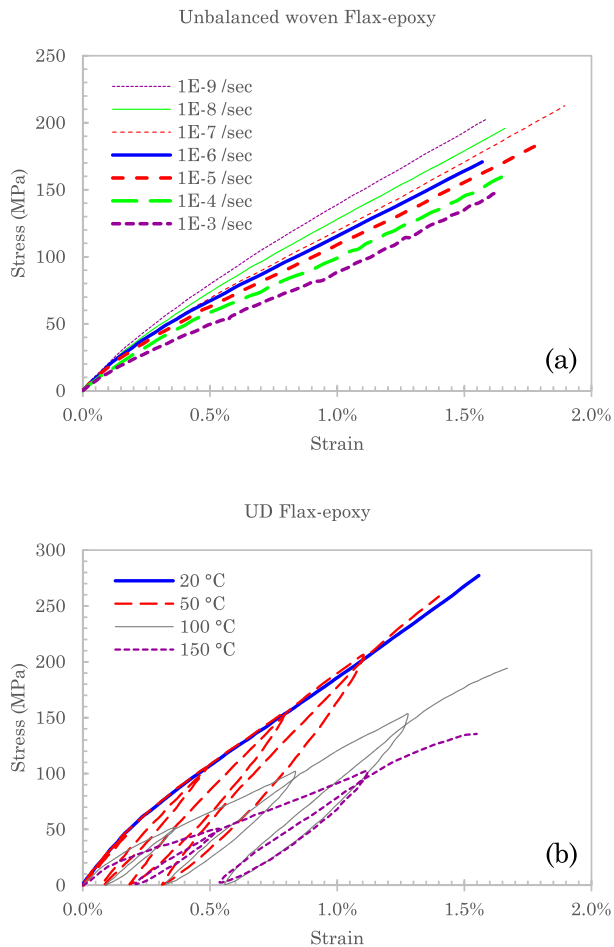 Unbalanced woven Flax-epoxy
250
200
150
100
50
0
Stress (MPa)
1E-9 /sec
1E-8 /sec
1E-7 /sec
1E-6 /sec
1E-5 /sec
1E-4 /sec
1E-3 /sec
(a)
0.0% 0.5% 1.0% 1.5% 2.0%
Strain
UD Flax-epoxy
300
250
200
150
100
50
0
Stress (MPa)
20 °C
50 °C
100 °C
150 °C
(b)
0.0% 0.5% 1.0% 1.5% 2.0%
Strain